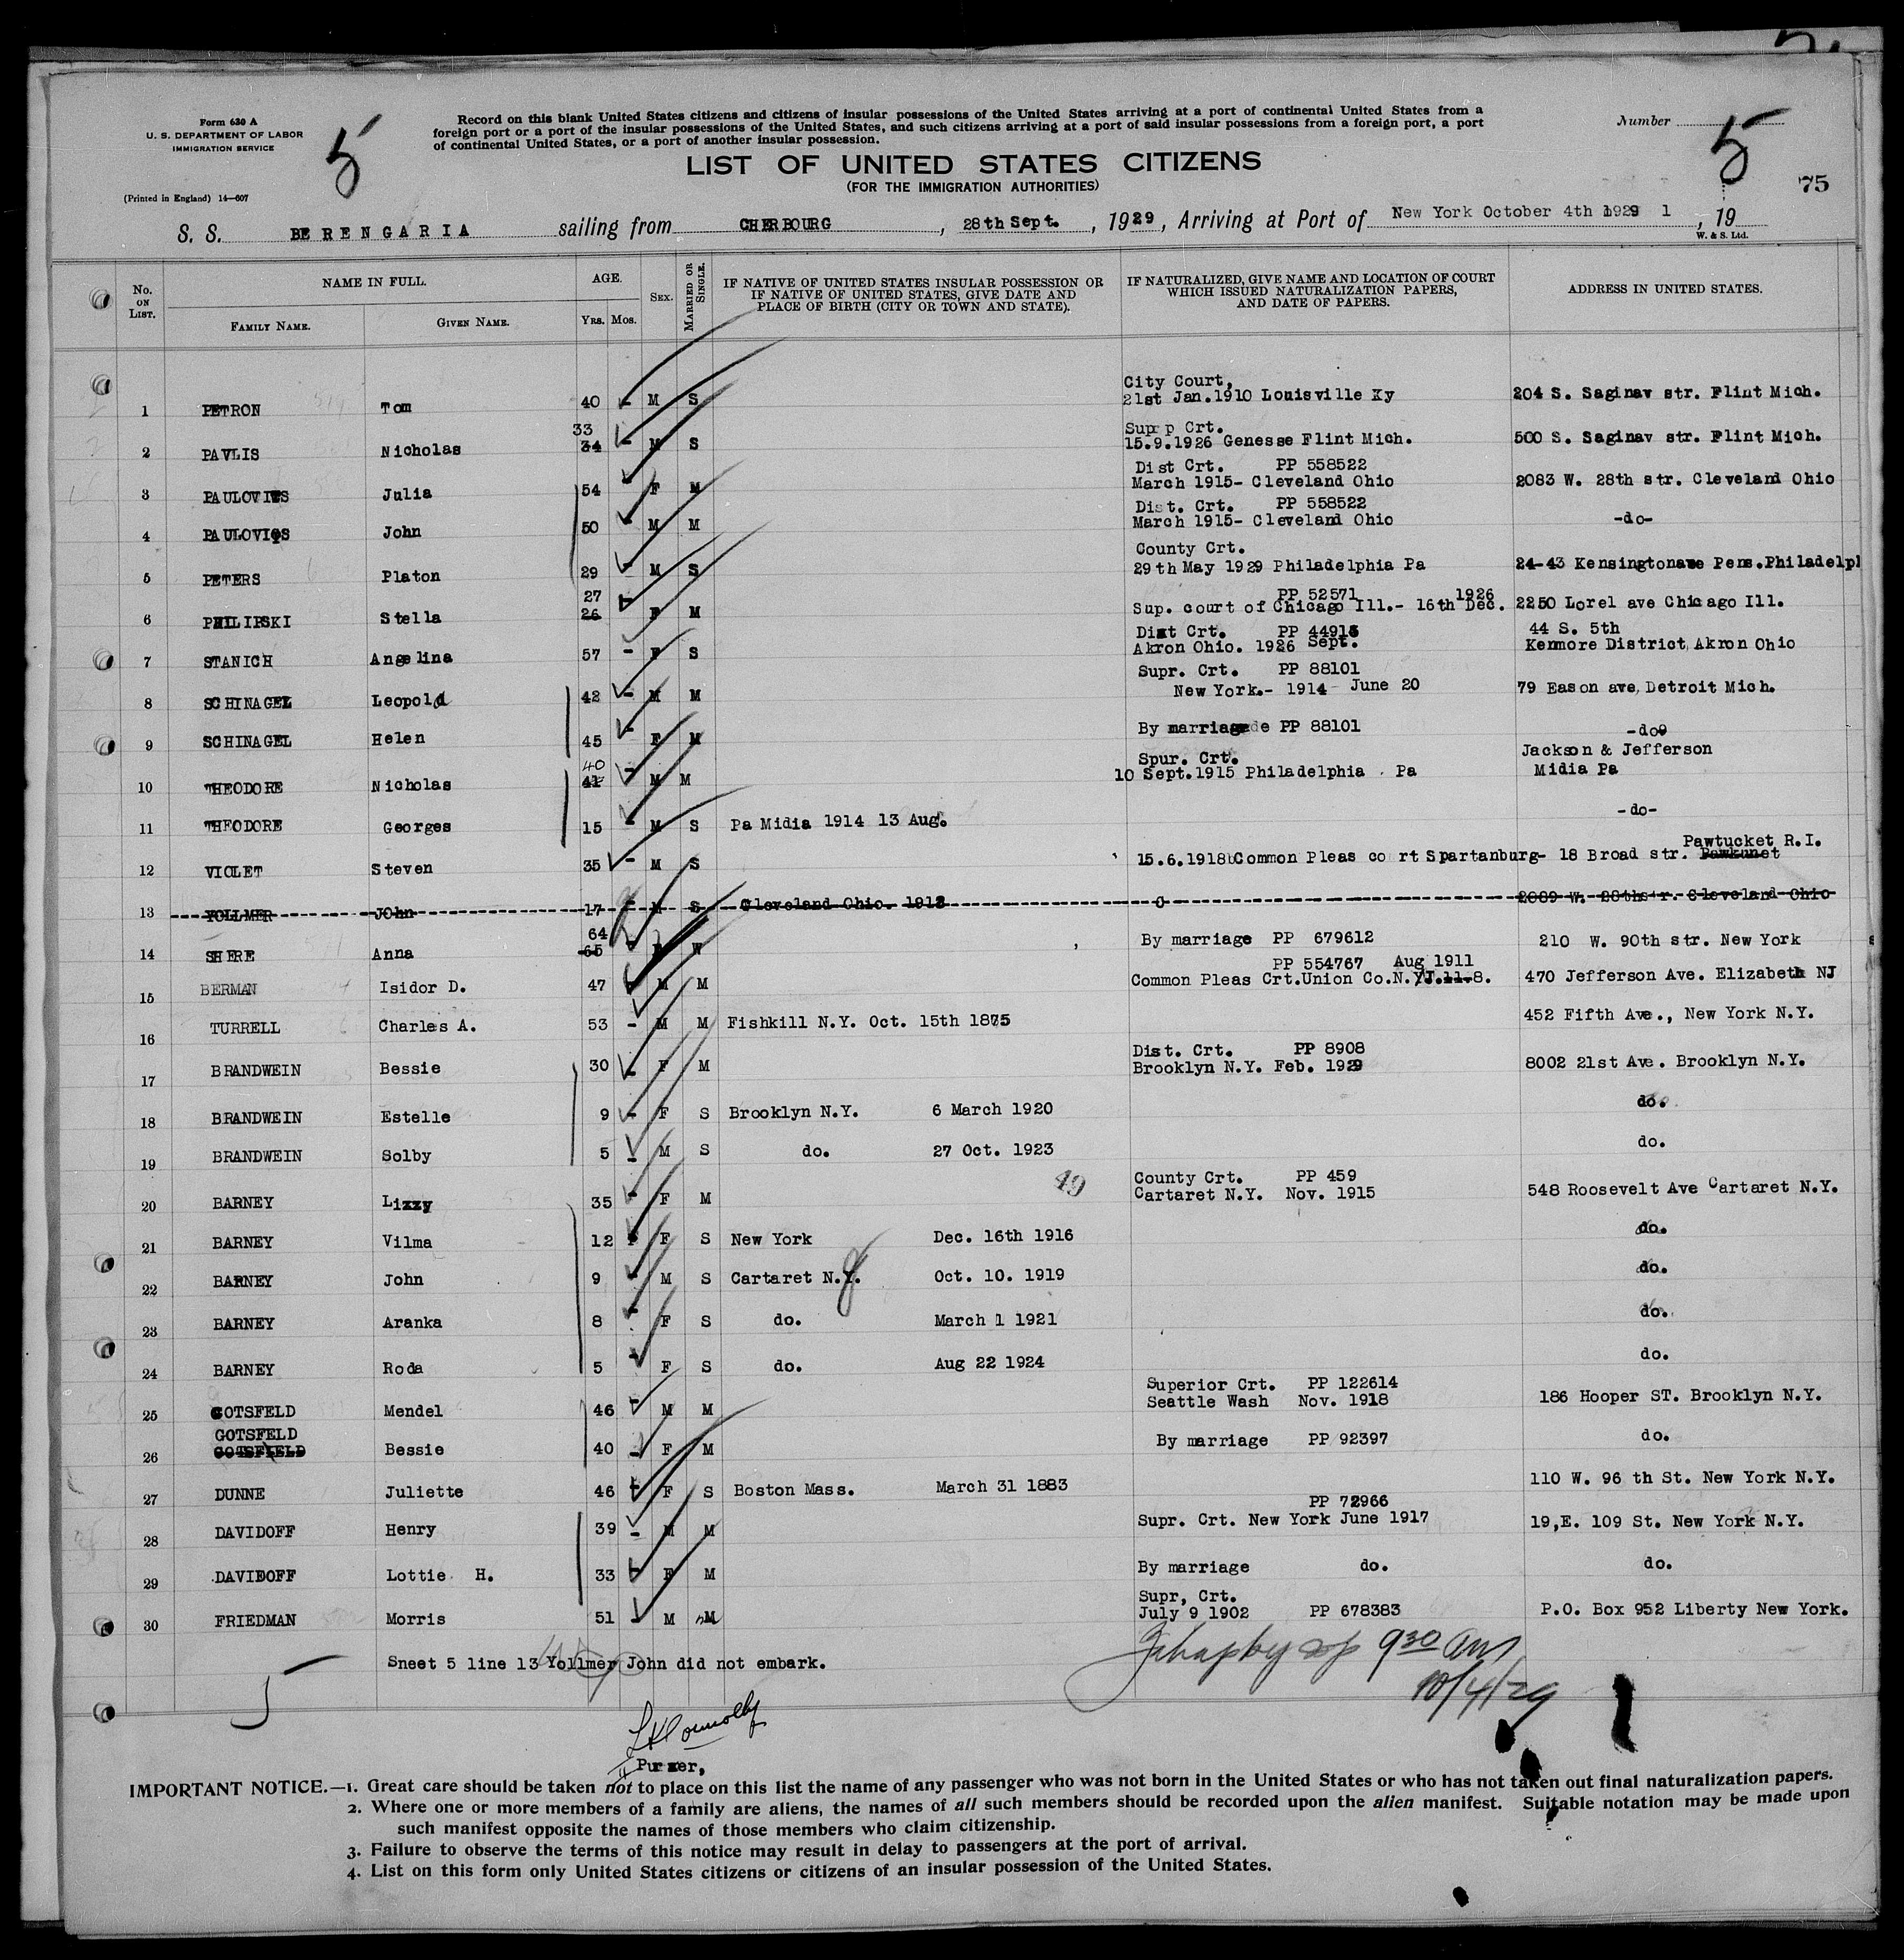 5
Form 630 A
U. S. DEPARTMENT OF LABOR
IMMIGRATION SERVICE
(Printed in England) 14—607
5
Record on this blank United States citizens and citizens of insular possessions of the United States arriving at a port of continental United States from a
foreign port or a port of the insular possessions of the United States, and such citizens arriving at a port of said insular possessions from a foreign port, a port
of continental United States, or a port of another insular possession.
Number 5
75
LIST OF UNITED STATES CITIZENS
(FOR THE IMMIGRATION AUTHORITIES)
S. S. BERENGARIA sailing from CHERBOURG, 28th Sept., 1929, Arriving at Port of New York October 4th 1929 1, 19
W. & S. Ltd.
No. ON LIST. NAME IN FULL. FAMILY NAME. GIVEN NAME. AGE. YRS. MOS. SEX. MARRIED OR SINGLE.
IF NATIVE OF UNITED STATES INSULAR POSSESSION OR
IF NATIVE OF UNITED STATES, GIVE DATE AND
PLACE OF BIRTH (CITY OR TOWN AND STATE).
IF NATURALIZED, GIVE NAME AND LOCATION OF COURT
WHICH ISSUED NATURALIZATION PAPERS,
AND DATE OF PAPERS.
ADDRESS IN UNITED STATES.
City Court,
1 PETRON Tom 40 - M S 21st Jan.1910 Louisville Ky 204 S. Saginav str. Flint Mich.
33 Supr p Crt.
2 PAVLIS Nicholas 34 - M S 15.9.1926 Genesse Flint Mich. 500 S. Saginav str. Flint Mich.
Dist Crt. PP 558522
3 PAULOVITS Julia 54 - F M March 1915- Cleveland Ohio 2083 W. 28th str. Cleveland Ohio
Dist. Crt. PP 558522
4 PAULOVICS John 50 M M March 1915- Cleveland Ohio -do-
County Crt.
5 PETERS Platon 29 - M S 29th May 1929 Philadelphia Pa 24-43 Kensingtonave Pens.Philadelph
27 PP 52571 1926
6 PHILIPSKI Stella 26 - F M Sup. court of Chicago Ill.- 16th Dec. 2250 Lorel ave Chicago Ill.
Dist Crt. PP 44915 44 S. 5th
7 STANICH Angelina 57 - F S Akron Ohio. 1926 Sept. Kenmore District Akron Ohio
Supr. Crt. PP 88101
8 SCHINAGEL Leopold 42 - M M New York.- 1914- June 20 79 Eason ave, Detroit Mich.
9 SCHINAGEL Helen 45 - F M By marriagede PP 88101 -do-
40 Spur. Crt. Jackson & Jefferson
10 THEODORE Nicholas 41 - M M 10 Sept.1915 Philadelphia Pa Midia Pa
11 THEODORE Georges 15 - M S Pa Midia 1914 13 Aug. -do-
Pawtucket R.I.
12 VIOLET Steven 35 - M S 15.6.1918 Common Pleas co rt Spartanburg- 18 Broad str. Pawkunet
13 YOLLMER JOhn 17 - M S Cleveland Ohio. 1912 2089 W. 28thstr. Cleveland Ohio
64
14 SHERE Anna 65 - F W By marriage PP 679612 210 W. 90th str. New York
PP 554767 Aug 1911
15 BERMAN Isidor D. 47 - M M Common Pleas Crt.Union Co.N.J.11.8. 470 Jefferson Ave. Elizabeth NJ
16 TURRELL Charles A. 53 - M M Fishkill N.Y. Oct. 15th 1875 452 Fifth Ave., New York N.Y.
Dist. Crt. PP 8908
17 BRANDWEIN Bessie 30 - F M Brooklyn N.Y. Feb. 1929 8002 21st Ave. Brooklyn N.Y.
18 BRANDWEIN Estelle 9 - F S Brooklyn N.Y. 6 March 1920 do.
19 BRANDWEIN Solby 5 - M S do. 27 Oct. 1923 do.
49 County Crt. PP 459
20 BARNEY Lizzy 35 - F M Cartaret N.Y. Nov. 1915 548 Roosevelt Ave Cartaret N.Y.
21 BARNEY Vilma 12 F S New York Dec. 16th 1916 do.
22 BARNEY John 9 - M S Cartaret N.Y. Oct. 10. 1919 do.
23 BARNEY Aranka 8 - F S do. March 1 1921 do.
24 BARNEY Roda 5 - F S do. Aug 22 1924 do.
Superior Crt. PP 122614
25 GOTSFELD Mendel 46 - M M Seattle Wash Nov. 1918 186 Hooper ST. Brooklyn N.Y.
GOTSFELD
26 GOTSFIELD Bessie 40 - F M By marriage PP 92397 do.
27 DUNNE Juliette 46 - F S Boston Mass. March 31 1883 110 W. 96 th St. New York N.Y.
PP 72966
28 DAVIDOFF Henry 39 - M M Supr. Crt. New York June 1917 19,E. 109 St. New York N.Y.
29 DAVIDOFF Lottie H. 33 - F M By marriage do. do.
Supr, Crt.
30 FRIEDMAN Morris 51 - M M July 9 1902 PP 678383 P.O. Box 952 Liberty New York.
Sneet 5 line 13 Yollmer John did not embark.
9 30 am
10/4/29
5
Purser,
IMPORTANT NOTICE.—1. Great care should be taken not to place on this list the name of any passenger who was not born in the United States or who has not taken out final naturalization papers.
2. Where one or more members of a family are aliens, the names of all such members should be recorded upon the alien manifest. Suitable notation may be made upon
such manifest opposite the names of those members who claim citizenship.
3. Failure to observe the terms of this notice may result in delay to passengers at the port of arrival.
4. List on this form only United States citizens or citizens of an insular possession of the United States.